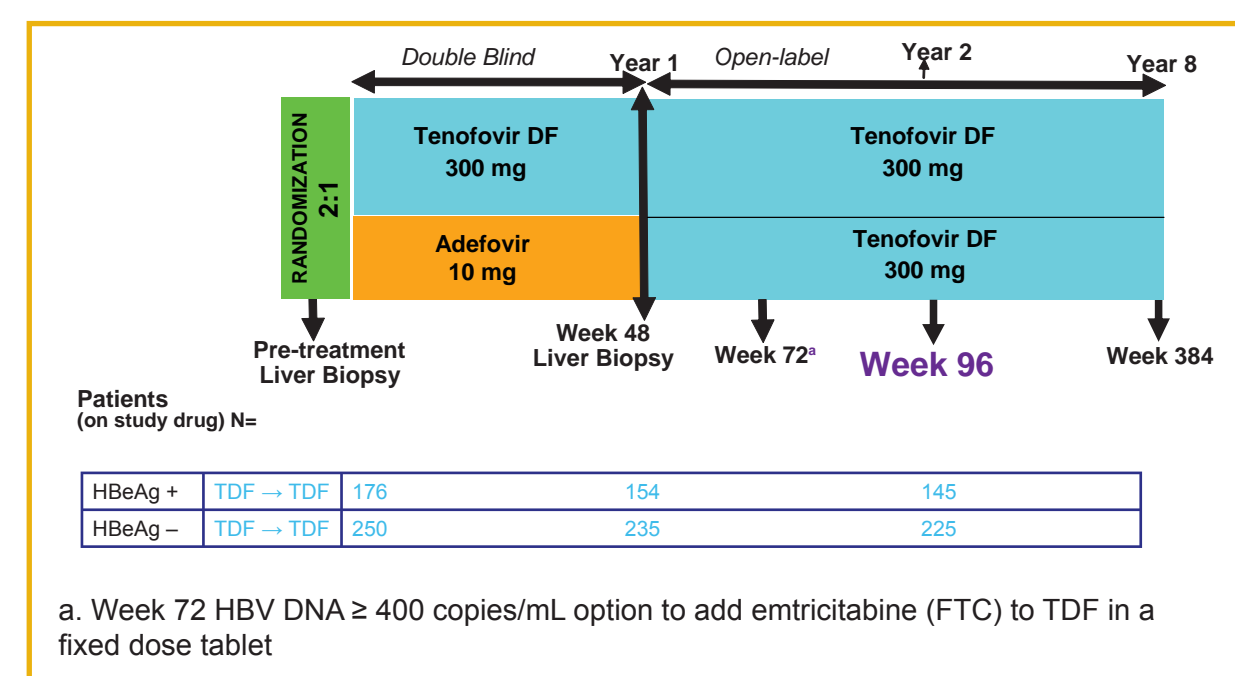 Double Blind
Year 1
Open-label
Year 2
Year 8
RANDOMIZATION
2:1
Tenofovir DF
300 mg
Tenofovir DF
300 mg
Adefovir
10 mg
Tenofovir DF
300 mg
Pre-treatment
Liver Biopsy
Week 48
Liver Biopsy
Week 72a
Week 96
Week 384
Patients
(on study drug) N=
HBeAg + TDF → TDF 176 154 145
HBeAg – TDF → TDF 250 235 225
a. Week 72 HBV DNA ≥ 400 copies/mL option to add emtricitabine (FTC) to TDF in a
fixed dose tablet